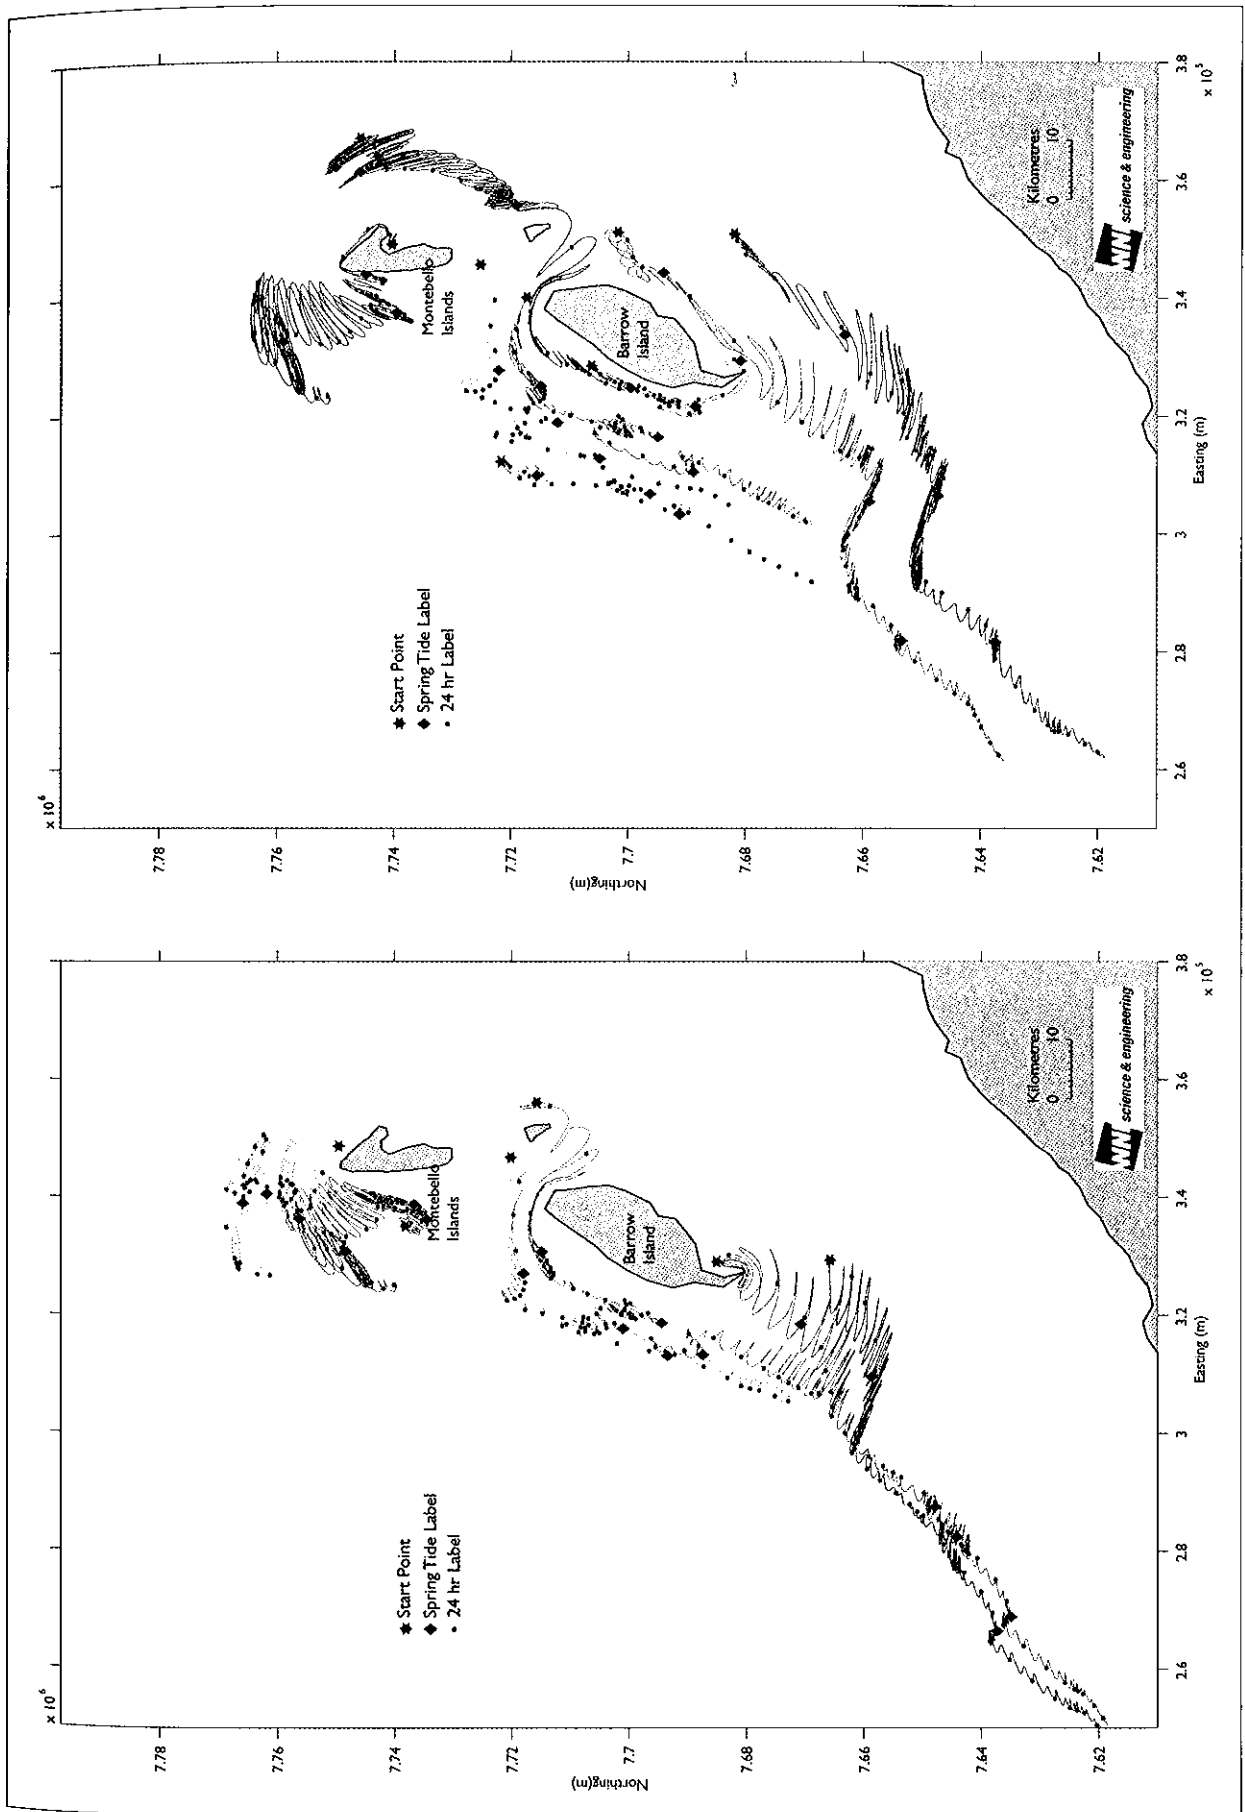 x 10⁶
7.78
7.76
7.74
7.72
7.7
7.68
7.66
7.64
7.62
Northing(m)
2.6
2.8
3
3.2
3.4
3.6
3.8
x 10⁵
Easting (m)
Start Point
Spring Tide Label
24 hr Label
Montebello
Islands
Barrow
Island
Kilometres
0 10
science & engineering
x 10⁶
7.78
7.76
7.74
7.72
7.7
7.68
7.66
7.64
7.62
Northing(m)
2.6
2.8
3
3.2
3.4
3.6
3.8
x 10⁵
Easting (m)
Start Point
Spring Tide Label
24 hr Label
Montebello
Islands
Barrow
Island
Kilometres
0 10
science & engineering